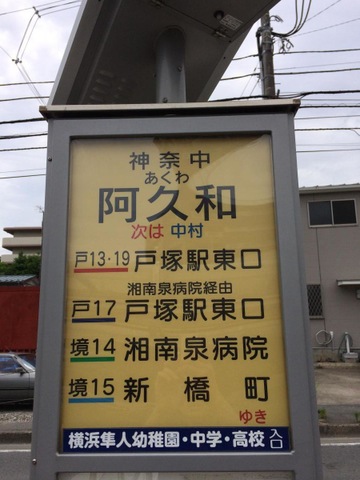 神奈中
あくわ
阿久和
次は 中村
戸13・19 戸塚駅東口
湘南泉病院経由
戸17 戸塚駅東口
境14 湘南泉病院
境15 新橋町
ゆき
横浜隼人幼稚園・中学・高校 入口